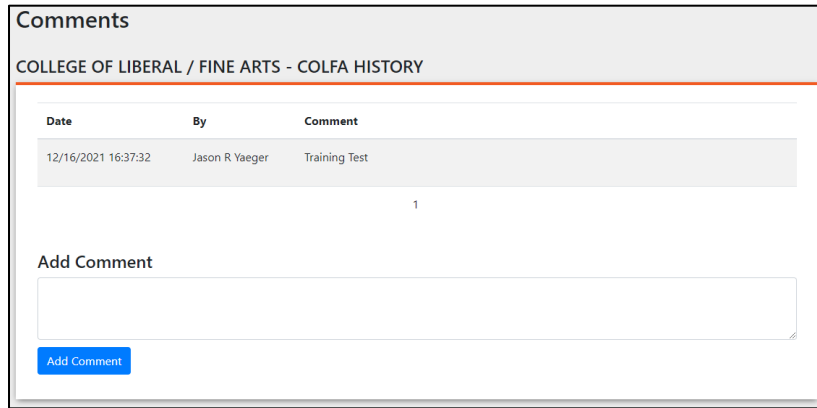 Comments
COLLEGE OF LIBERAL / FINE ARTS - COLFA HISTORY
Date By Comment
12/16/2021 16:37:32 Jason R Yaeger Training Test
1
Add Comment
Add Comment